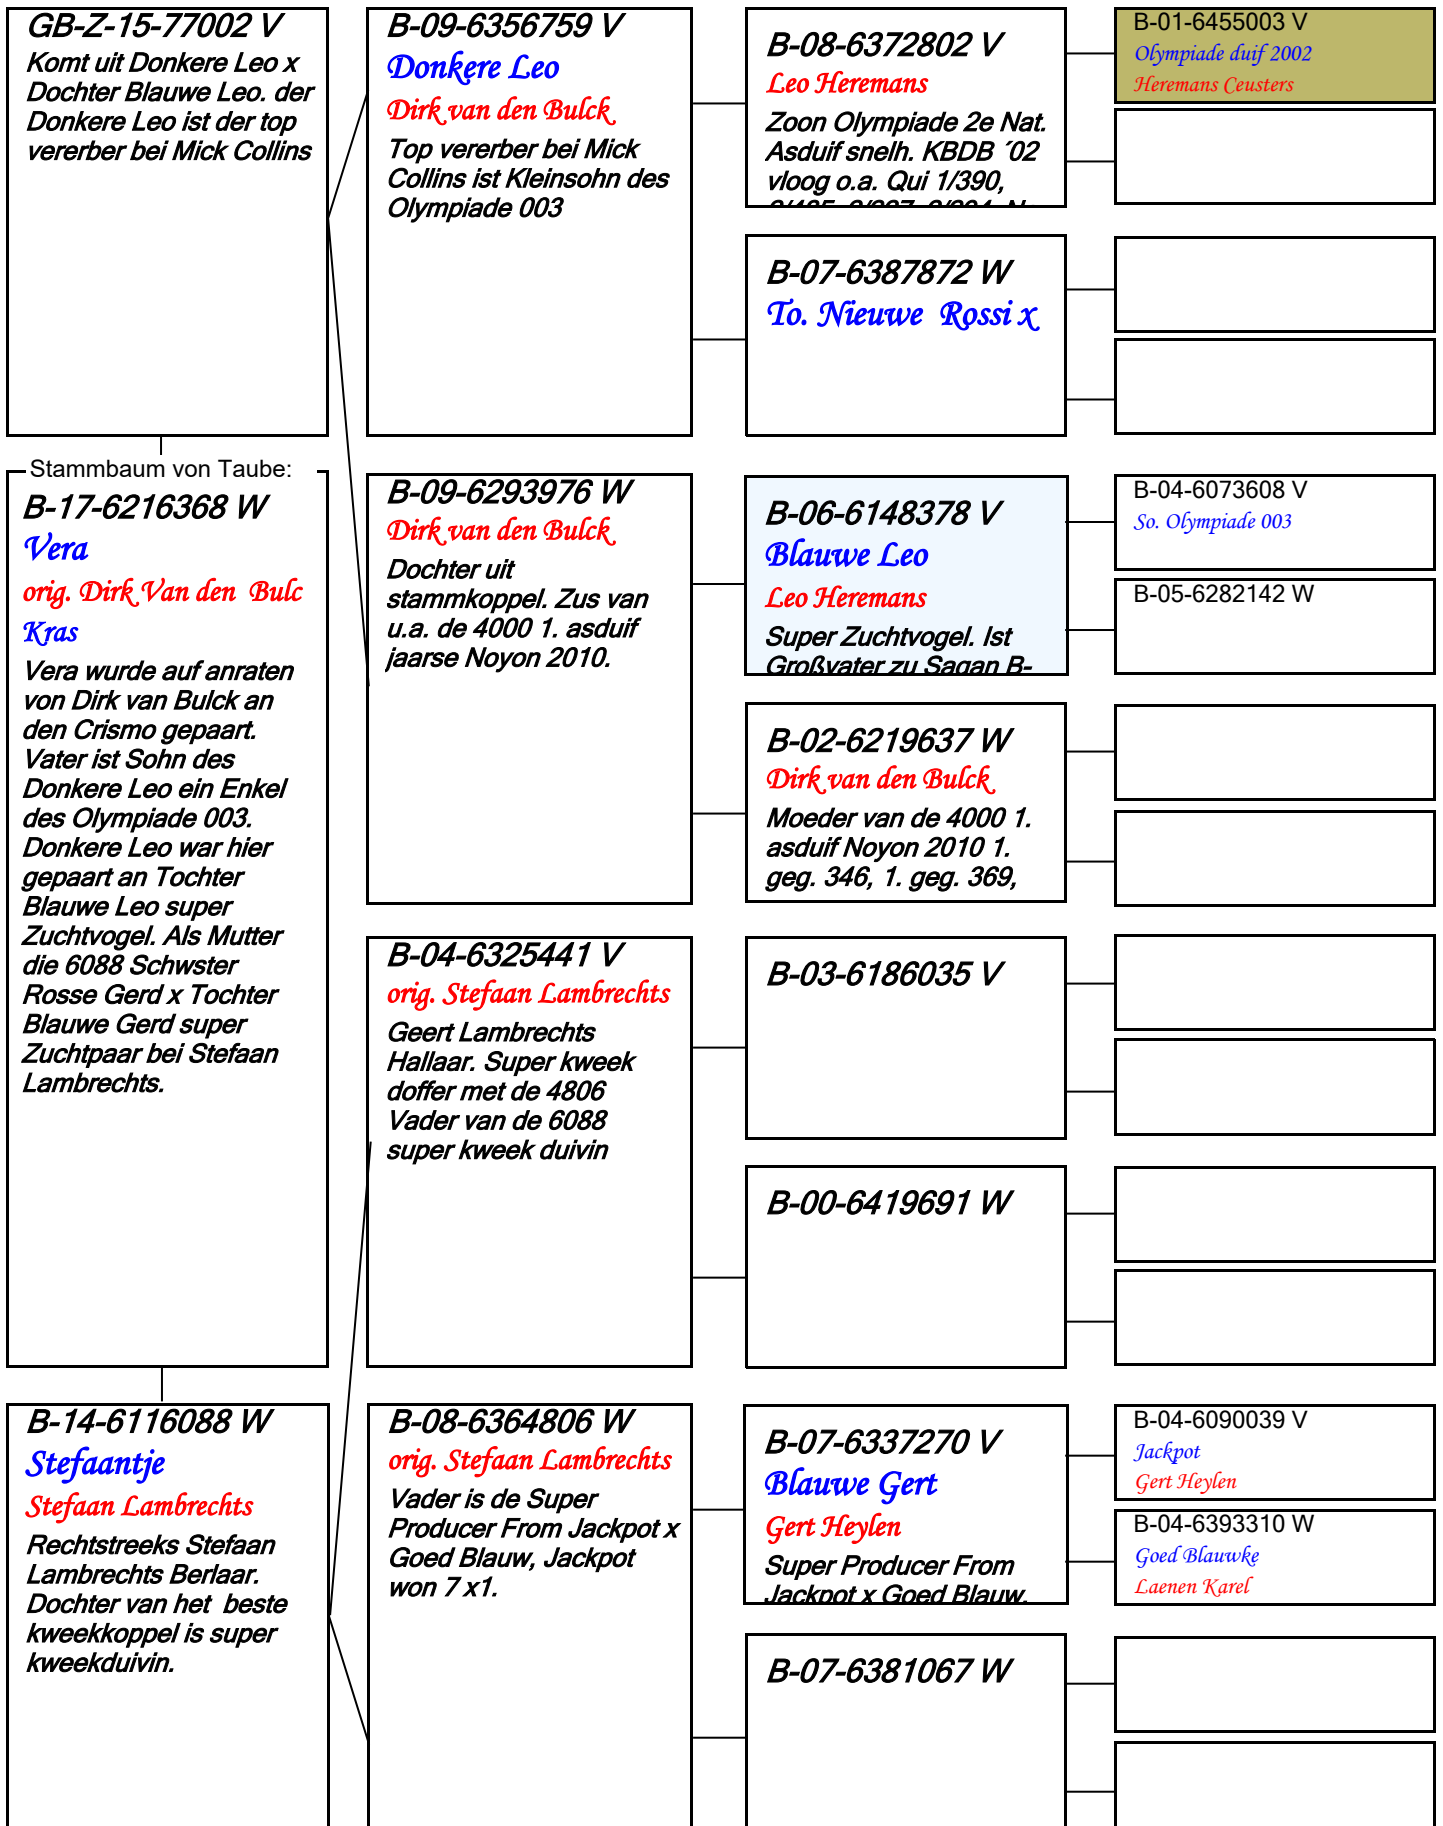 GB-Z-15-77002 V
Komt uit Donkere Leo x
Dochter Blauwe Leo. der
Donkere Leo ist der top
vererber bei Mick Collins
Stammbaum von Taube:
B-17-6216368 W
Vera
orig. Dirk Van den Bulc
Kras
Vera wurde auf anraten
von Dirk van Bulck an
den Crismo gepaart.
Vater ist Sohn des
Donkere Leo ein Enkel
des Olympiade 003.
Donkere Leo war hier
gepaart an Tochter
Blauwe Leo super
Zuchtvogel. Als Mutter
die 6088 Schwster
Rosse Gerd x Tochter
Blauwe Gerd super
Zuchtpaar bei Stefaan
Lambrechts.
B-14-6116088 W
Stefaantje
Stefaan Lambrechts
Rechtstreeks Stefaan
Lambrechts Berlaar.
Dochter van het beste
kweekkoppel is super
kweekduivin.
B-09-6356759 V
Donkere Leo
Dirk van den Bulck
Top vererber bei Mick
Collins ist Kleinsohn des
Olympiade 003
B-09-6293976 W
Dirk van den Bulck
Dochter uit
stammkoppel. Zus van
u.a. de 4000 1. asduif
jaarse Noyon 2010.
B-04-6325441 V
orig. Stefaan Lambrechts
Geert Lambrechts
Hallaar. Super kweek
doffer met de 4806
Vader van de 6088
super kweek duivin
B-08-6364806 W
orig. Stefaan Lambrechts
Vader is de Super
Producer From Jackpot x
Goed Blauw, Jackpot
won 7 x1.
B-08-6372802 V
Leo Heremans
Zoon Olympiade 2e Nat.
Asduif snelh. KBDB ´02
vloog o.a. Qui 1/390,
B-07-6387872 W
To. Nieuwe Rossi x
B-06-6148378 V
Blauwe Leo
Leo Heremans
Super Zuchtvogel. Ist
Großvater zu Sagan B-
B-02-6219637 W
Dirk van den Bulck
Moeder van de 4000 1.
asduif Noyon 2010 1.
geg. 346, 1. geg. 369,
B-03-6186035 V
B-00-6419691 W
B-07-6337270 V
Blauwe Gert
Gert Heylen
Super Producer From
Jackpot x Goed Blauw.
B-07-6381067 W
B-01-6455003 V
Olympiade duif 2002
Heremans Ceusters
B-04-6073608 V
So. Olympiade 003
B-05-6282142 W
B-04-6090039 V
Jackpot
Gert Heylen
B-04-6393310 W
Goed Blauwke
Laenen Karel